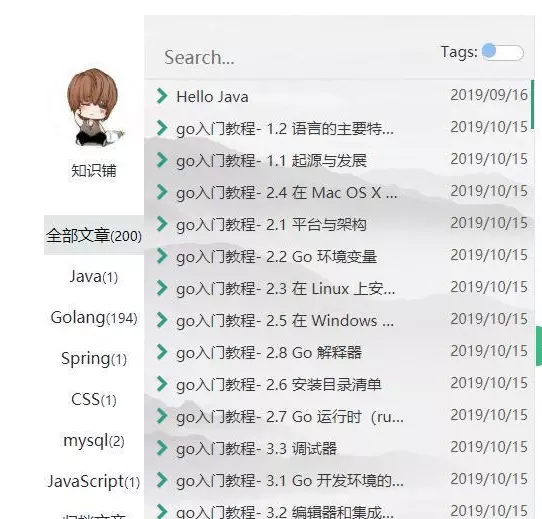 Search...
Tags:
知识铺
全部文章(200)
Java(1)
Golang(194)
Spring(1)
CSS(1)
mysql(2)
JavaScript(1)
归档文章
Hello Java 2019/09/16
go入门教程- 1.2 语言的主要特... 2019/10/15
go入门教程- 1.1 起源与发展 2019/10/15
go入门教程- 2.4 在 Mac OS X ... 2019/10/15
go入门教程- 2.1 平台与架构 2019/10/15
go入门教程- 2.2 Go 环境变量 2019/10/15
go入门教程- 2.3 在 Linux 上安... 2019/10/15
go入门教程- 2.5 在 Windows ... 2019/10/15
go入门教程- 2.8 Go 解释器 2019/10/15
go入门教程- 2.6 安装目录清单 2019/10/15
go入门教程- 2.7 Go 运行时（ru... 2019/10/15
go入门教程- 3.3 调试器 2019/10/15
go入门教程- 3.1 Go 开发环境的... 2019/10/15
go入门教程- 3.2 编辑器和集成... 2019/10/15